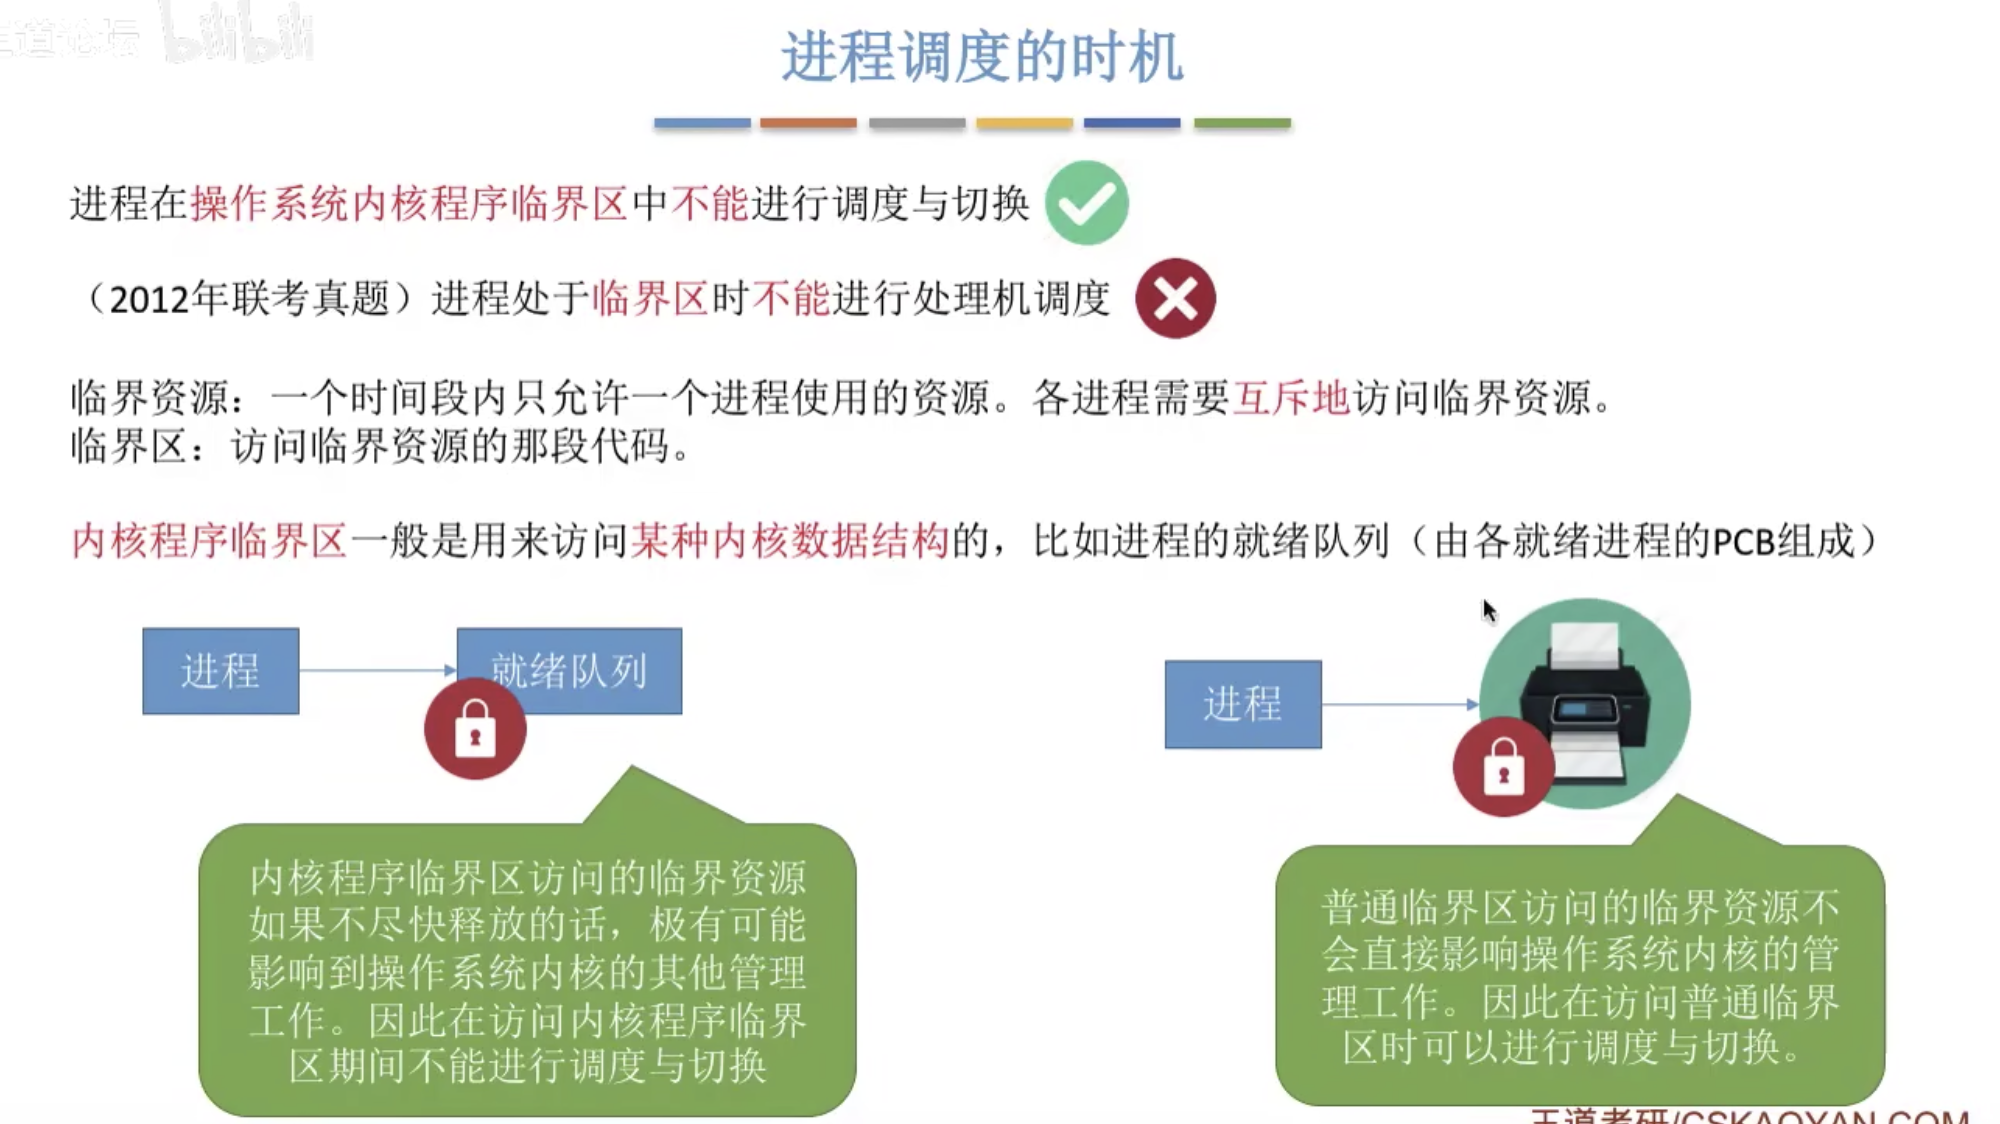 王道论坛 bilibili
进程调度的时机
进程在操作系统内核程序临界区中不能进行调度与切换
（2012年联考真题）进程处于临界区时不能进行处理机调度
临界资源：一个时间段内只允许一个进程使用的资源。各进程需要互斥地访问临界资源。
临界区：访问临界资源的那段代码。
内核程序临界区一般是用来访问某种内核数据结构的，比如进程的就绪队列（由各就绪进程的PCB组成）
进程
就绪队列
进程
内核程序临界区访问的临界资源
如果不尽快释放的话，极有可能
影响到操作系统内核的其他管理
工作。因此在访问内核程序临界
区期间不能进行调度与切换
普通临界区访问的临界资源不
会直接影响操作系统内核的管
理工作。因此在访问普通临界
区时可以进行调度与切换。
王道考研/CSKAOYAN.COM